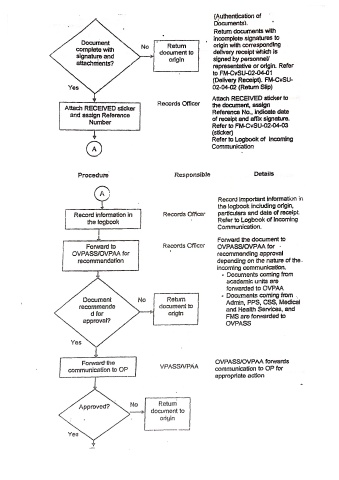 (Authentication of
Documents).
Document
complete with
signature and
attachments?
No
Return
document to
origin
Return documents with
incomplete signatures to
origin with corresponding
delivery receipt which is
signed by personnel/
representative or origin. Refer
to FM-CvSU-02-04-01
(Delivery Receipt). FM-CvSU-
02-04-02 (Return Slip)
Yes
Attach RECEIVED sticker
and assign Reference
Number
Records Officer
Attach RECEIVED sticker to
the document, assign
Reference No., indicate date
of receipt and affix signature.
Refer to FM-CvSU-02-04-03
(sticker)
Refer to Logbook of incoming
Communication
A
Procedure
Responsible
Details
A
Record information in
the logbook
Records Officer
Record important information in
the logbook including origin,
particulars and date of receipt.
Refer to Logbook of Incoming
Communication.
Forward to
OVPASS/OVPAA for
recommendation
Records Officer
Forward the document to
OVPASS/OVPAA for
recommending approval
depending on the nature of the
incoming communication.
- Documents coming from
academic units are
forwarded to OVPAA
- Documents coming from
Admin, PPS, CSS, Medical
and Health Services, and
FMS are forwarded to
OVPASS
Document
recommende
d for
approval?
No
Return
document to
origin
Yes
Forward the
communication to OP
VPASS/VPAA
OVPASS/OVPAA forwards
communication to OP for
appropriate action
Approved?
No
Return
document to
origin
Yes